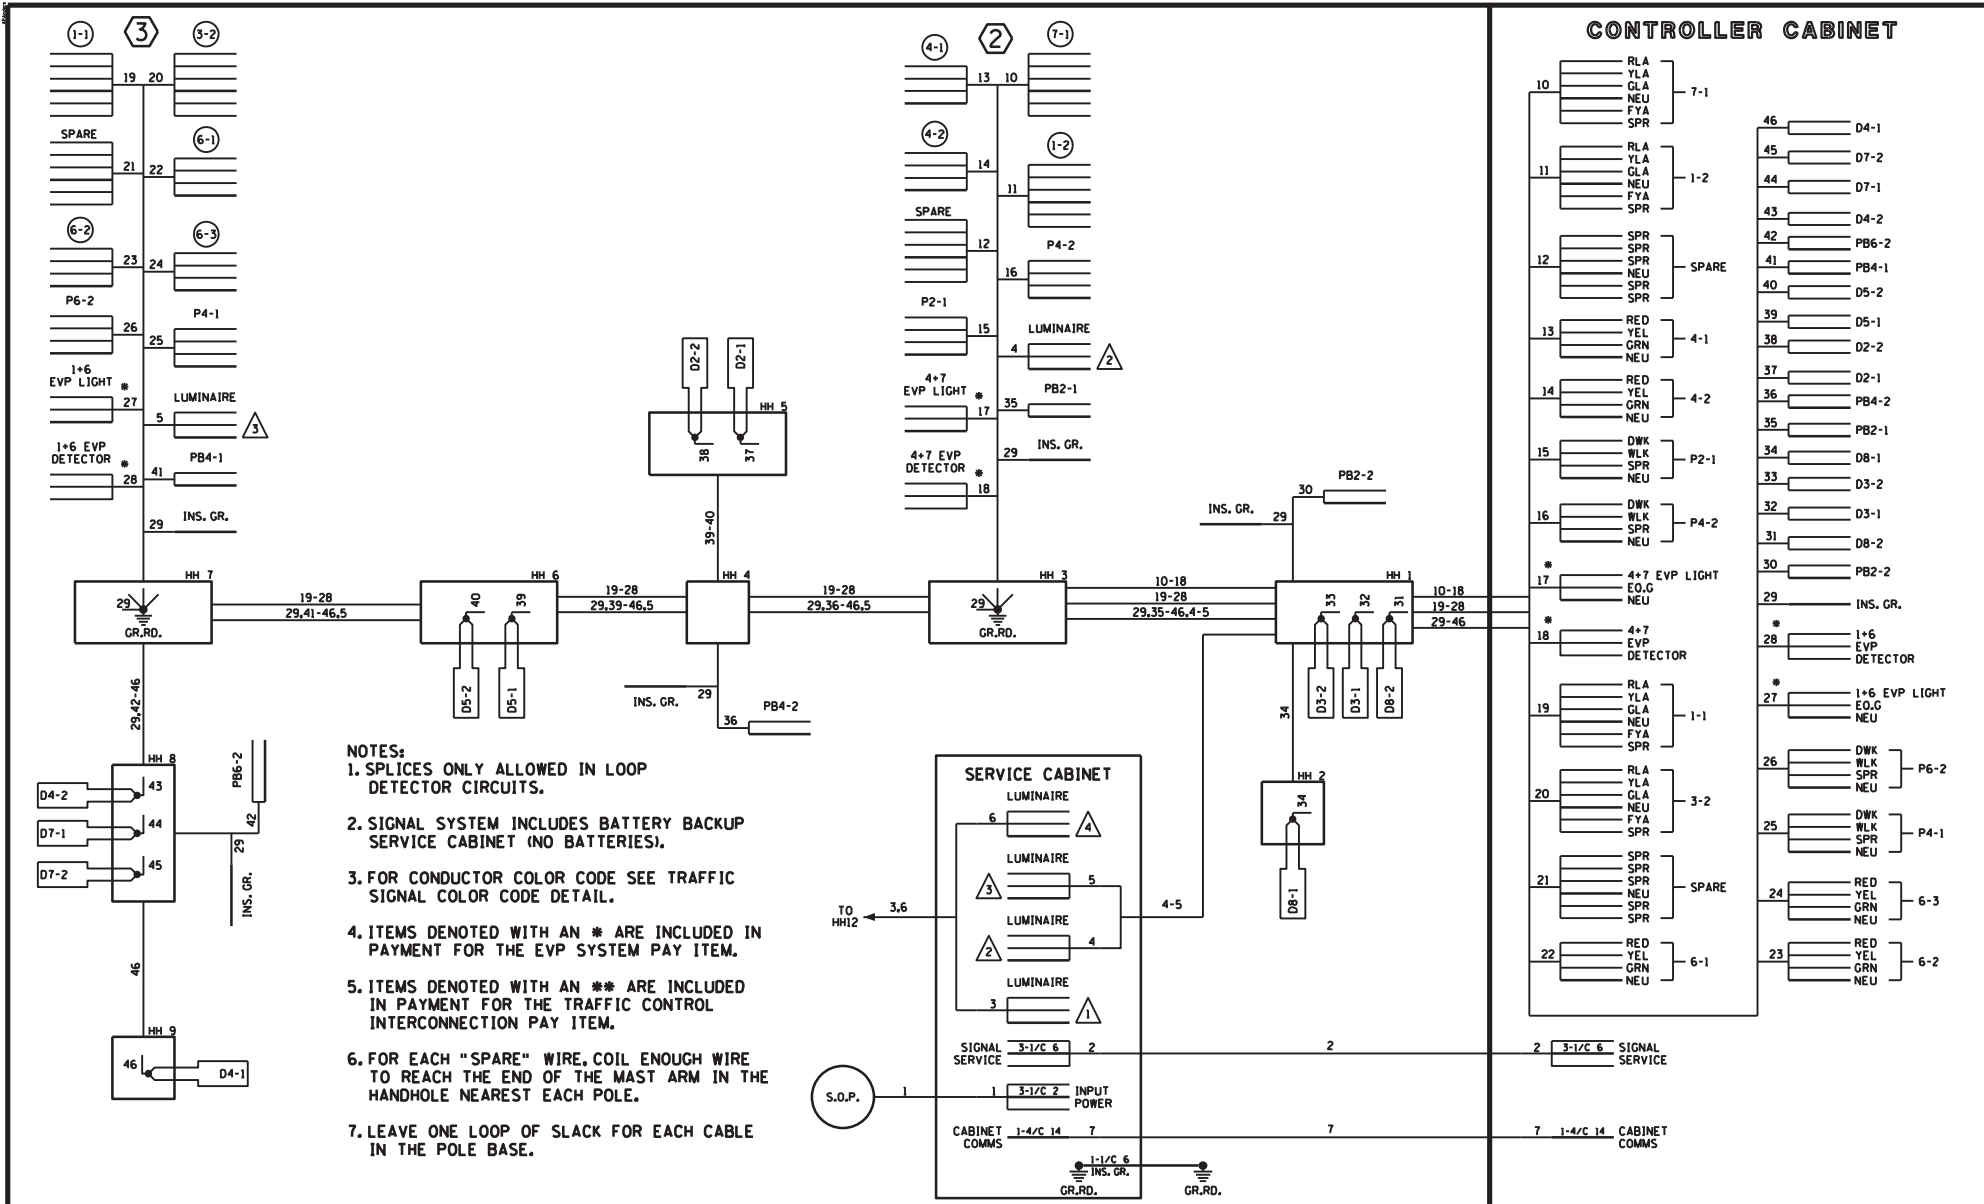 1-1
3
3-2
19 20
SPARE
6-1
21 22
6-2
6-3
23 24
P6-2
P4-1
26
25
1+6
EVP LIGHT *
27
LUMINAIRE
5
3
1+6 EVP
DETECTOR *
28
PB4-1
41
29
INS. GR.
HH 7
29
GR.RD.
19-28
29,41-46,5
29,42-46
HH 8
D4-2
43
D7-1
44
D7-2
45
PB6-2
42
29
INS. GR.
46
HH 9
46
D4-1
HH 6
40
39
D5-2
D5-1
19-28
29,39-46,5
D2-2
D2-1
HH 5
38
37
39-40
HH 4
19-28
29,36-46,5
29
INS. GR.
36
PB4-2
4-1
2
7-1
13 10
4-2
1-2
14
11
SPARE
12
P4-2
16
P2-1
15
LUMINAIRE
4
2
4+7
EVP LIGHT *
17
PB2-1
35
4+7 EVP
DETECTOR *
18
INS. GR.
29
HH 3
29
GR.RD.
10-18
19-28
29,35-46,4-5
INS. GR.
29
30
PB2-2
HH 1
33
32
31
D3-2
D3-1
D8-2
10-18
19-28
29-46
34
HH 2
34
D8-1
NOTES:
1. SPLICES ONLY ALLOWED IN LOOP
DETECTOR CIRCUITS.
2. SIGNAL SYSTEM INCLUDES BATTERY BACKUP
SERVICE CABINET (NO BATTERIES).
3. FOR CONDUCTOR COLOR CODE SEE TRAFFIC
SIGNAL COLOR CODE DETAIL.
4. ITEMS DENOTED WITH AN * ARE INCLUDED IN
PAYMENT FOR THE EVP SYSTEM PAY ITEM.
5. ITEMS DENOTED WITH AN ** ARE INCLUDED
IN PAYMENT FOR THE TRAFFIC CONTROL
INTERCONNECTION PAY ITEM.
6. FOR EACH "SPARE" WIRE, COIL ENOUGH WIRE
TO REACH THE END OF THE MAST ARM IN THE
HANDHOLE NEAREST EACH POLE.
7. LEAVE ONE LOOP OF SLACK FOR EACH CABLE
IN THE POLE BASE.
SERVICE CABINET
LUMINAIRE
6
4
LUMINAIRE
3
5
LUMINAIRE
2
4
LUMINAIRE
3
1
TO
HH12
3,6
4-5
SIGNAL
SERVICE
3-1/C 6
2
2
2
3-1/C 6
SIGNAL
SERVICE
S.O.P.
1
1
3-1/C 2
INPUT
POWER
CABINET
COMMS
1-4/C 14
7
7
7
1-4/C 14
CABINET
COMMS
1-1/C 6
INS. GR.
GR.RD.
GR.RD.
CONTROLLER CABINET
10
RLA
YLA
GLA
NEU
FYA
SPR
7-1
11
RLA
YLA
GLA
NEU
FYA
SPR
1-2
12
SPR
SPR
SPR
NEU
SPR
SPR
SPARE
13
RED
YEL
GRN
NEU
4-1
14
RED
YEL
GRN
NEU
4-2
15
DWK
WLK
SPR
NEU
P2-1
16
DWK
WLK
SPR
NEU
P4-2
*
17
4+7 EVP LIGHT
EO.G
NEU
*
18
4+7
EVP
DETECTOR
19
RLA
YLA
GLA
NEU
FYA
SPR
1-1
20
RLA
YLA
GLA
NEU
FYA
SPR
3-2
21
SPR
SPR
SPR
NEU
SPR
SPR
SPARE
22
RED
YEL
GRN
NEU
6-1
46 D4-1
45 D7-2
44 D7-1
43 D4-2
42 PB6-2
41 PB4-1
40 D5-2
39 D5-1
38 D2-2
37 D2-1
36 PB4-2
35 PB2-1
34 D8-1
33 D3-2
32 D3-1
31 D8-2
30 PB2-2
29 INS. GR.
*
28
1+6
EVP
DETECTOR
*
27
1+6 EVP LIGHT
EO.G
NEU
26
DWK
WLK
SPR
NEU
P6-2
25
DWK
WLK
SPR
NEU
P4-1
24
RED
YEL
GRN
NEU
6-3
23
RED
YEL
GRN
NEU
6-2